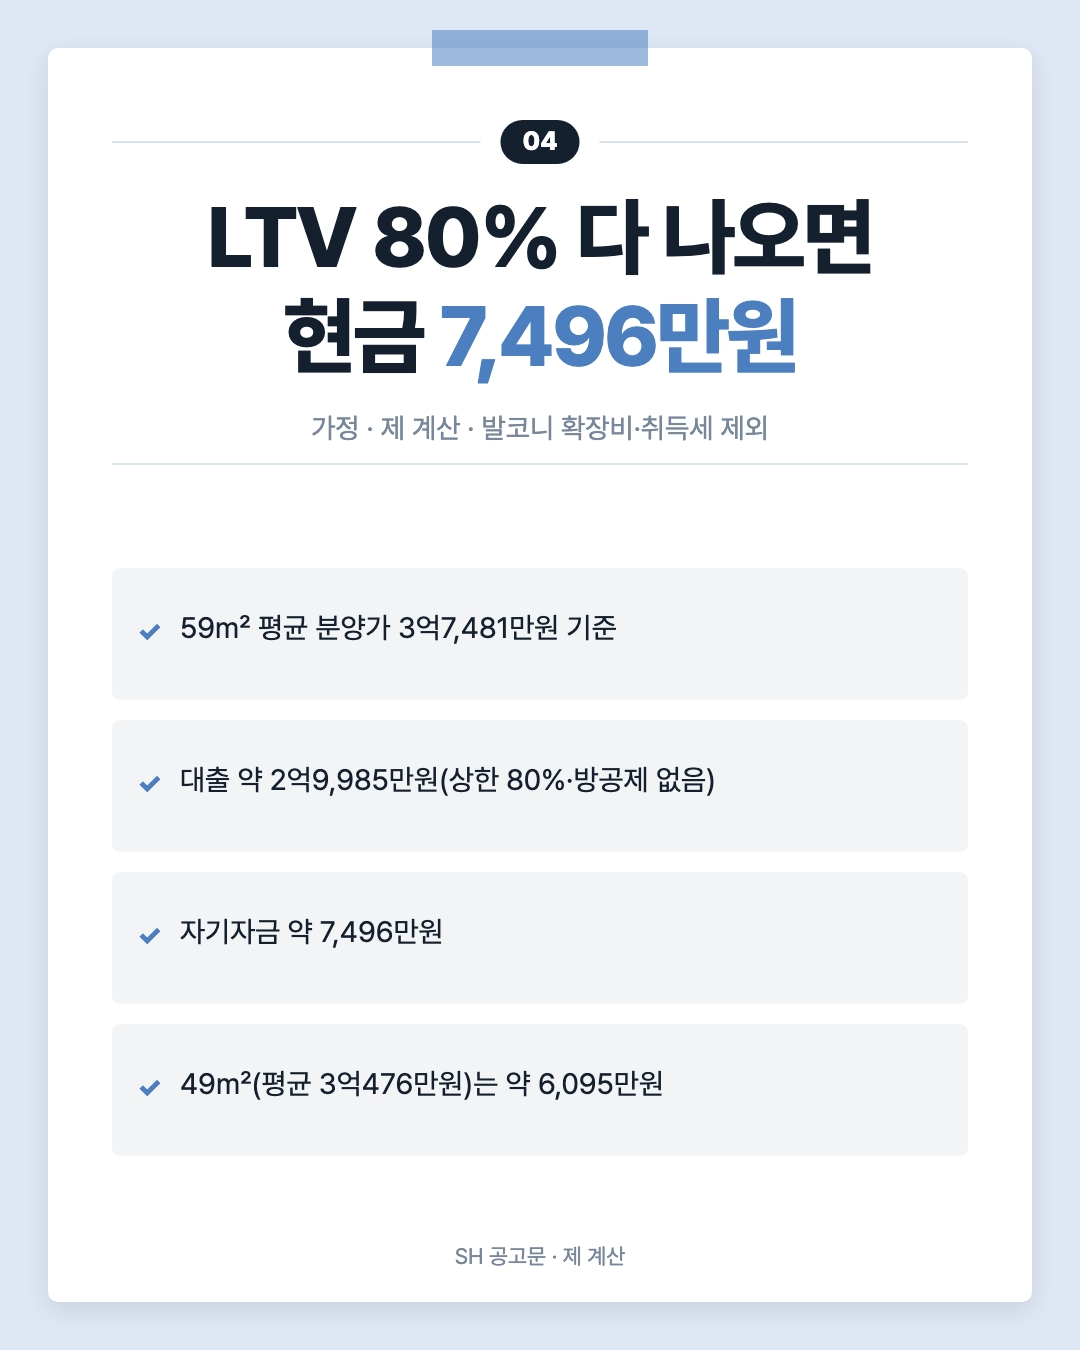 04
LTV 80% 다 나오면
현금 7,496만원
가정 · 제 계산 · 발코니 확장비·취득세 제외
59m² 평균 분양가 3억7,481만원 기준
대출 약 2억9,985만원(상한 80%·방공제 없음)
자기자금 약 7,496만원
49m²(평균 3억476만원)는 약 6,095만원
SH 공고문 · 제 계산